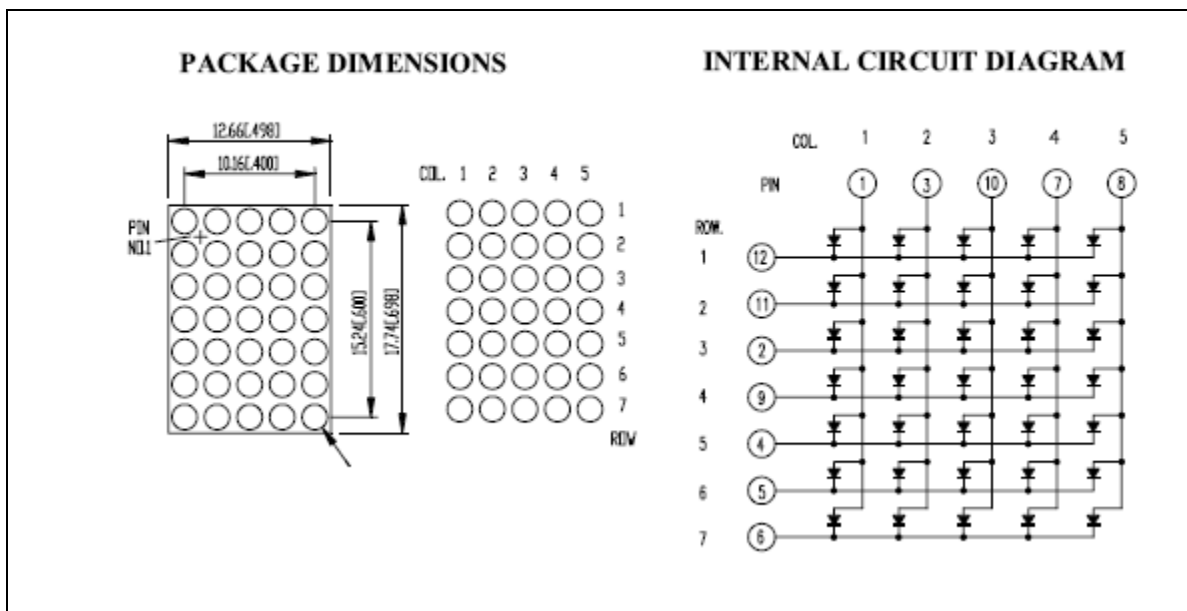 PACKAGE DIMENSIONS
12.66[.498]
10.16[.400]
PIN
NO.1
15.24[.600]
17.74[.698]
COL. 1 2 3 4 5
1
2
3
4
5
6
7
ROW
INTERNAL CIRCUIT DIAGRAM
COL. 1 2 3 4 5
PIN 1 3 10 7 8
ROW.
1 12
2 11
3 2
4 9
5 4
6 5
7 6